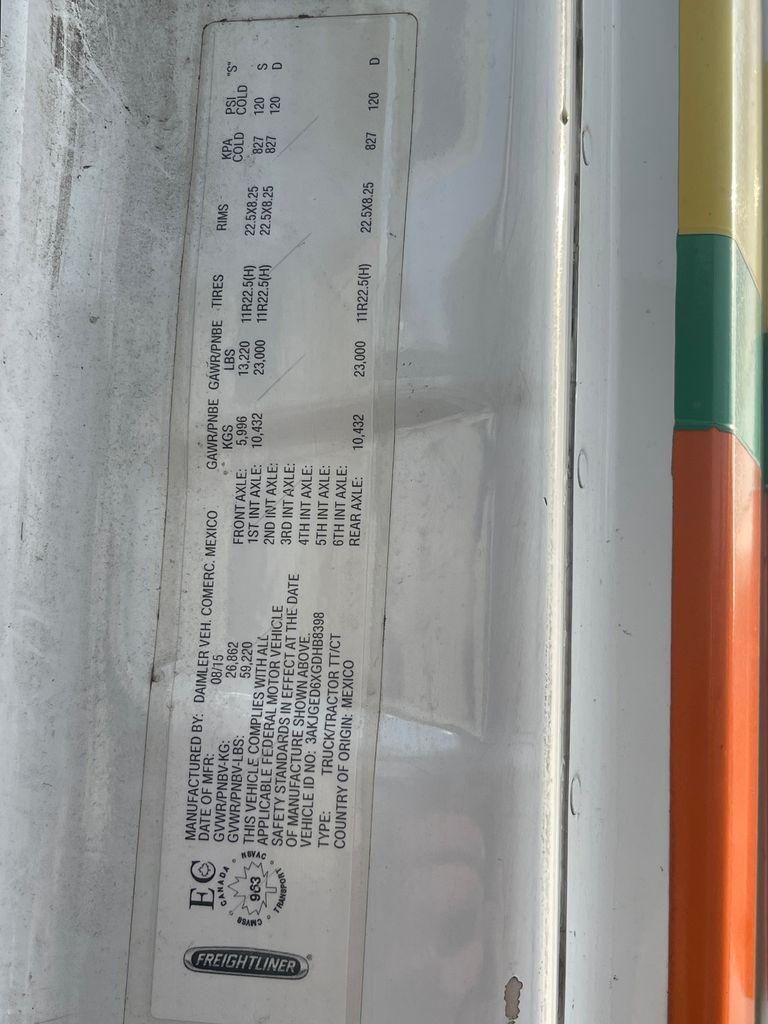 FREIGHTLINER
EC
CANADA
NSVAC
963
CMVSS
TRANSPORT
MANUFACTURED BY: DAIMLER VEH. COMERC. MEXICO
DATE OF MFR: 08/15
GVWR/PNBV-KG: 26,862
GVWR/PNBV-LBS: 59,220
THIS VEHICLE COMPLIES WITH ALL
APPLICABLE FEDERAL MOTOR VEHICLE
SAFETY STANDARDS IN EFFECT AT THE DATE
OF MANUFACTURE SHOWN ABOVE.
VEHICLE ID NO: 3AKJGED6XGDHB8398
TYPE: TRUCK/TRACTOR TT/CT
COUNTRY OF ORIGIN: MEXICO
GAWR/PNBE GAWR/PNBE TIRES RIMS KPA PSI "S"
KGS LBS COLD COLD
FRONT AXLE: 5,996 13,220 11R22.5(H) 22.5X8.25 827 120 S
1ST INT AXLE: 10,432 23,000 11R22.5(H) 22.5X8.25 827 120 D
2ND INT AXLE:
3RD INT AXLE:
4TH INT AXLE:
5TH INT AXLE:
6TH INT AXLE:
REAR AXLE: 10,432 23,000 11R22.5(H) 22.5X8.25 827 120 D